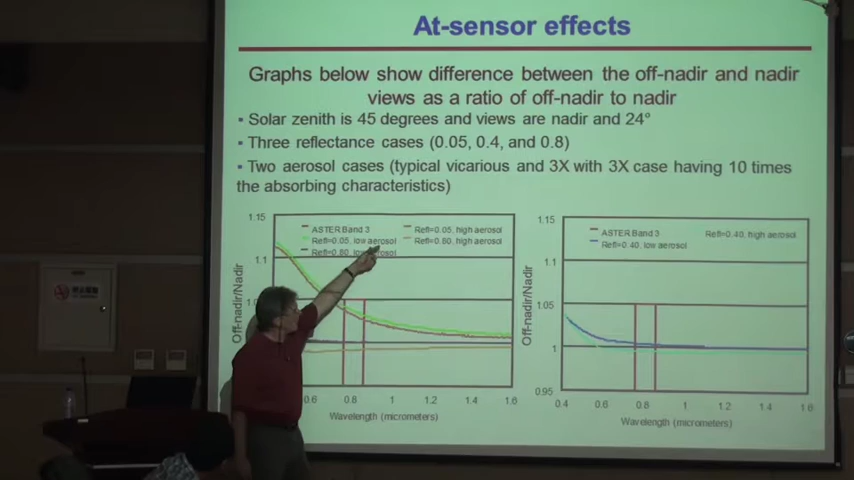 At-sensor effects
Graphs below show difference between the off-nadir and nadir
views as a ratio of off-nadir to nadir
• Solar zenith is 45 degrees and views are nadir and 24°
• Three reflectance cases (0.05, 0.4, and 0.8)
• Two aerosol cases (typical vicarious and 3X with 3X case having 10 times
the absorbing characteristics)
1.15
1.1
Off-nadir/Nadir
ASTER Band 3
Refl=0.05, low aerosol
Refl=0.80, low aerosol
Refl=0.05, high aerosol
Refl=0.80, high aerosol
0.6 0.8 1 1.2 1.4 1.6
Wavelength (micrometers)
1.15
1.1
1.05
1
0.95
Off-nadir/Nadir
ASTER Band 3
Refl=0.40, low aerosol
Refl=0.40, high aerosol
0.4 0.6 0.8 1 1.2 1.4 1.6
Wavelength (micrometers)